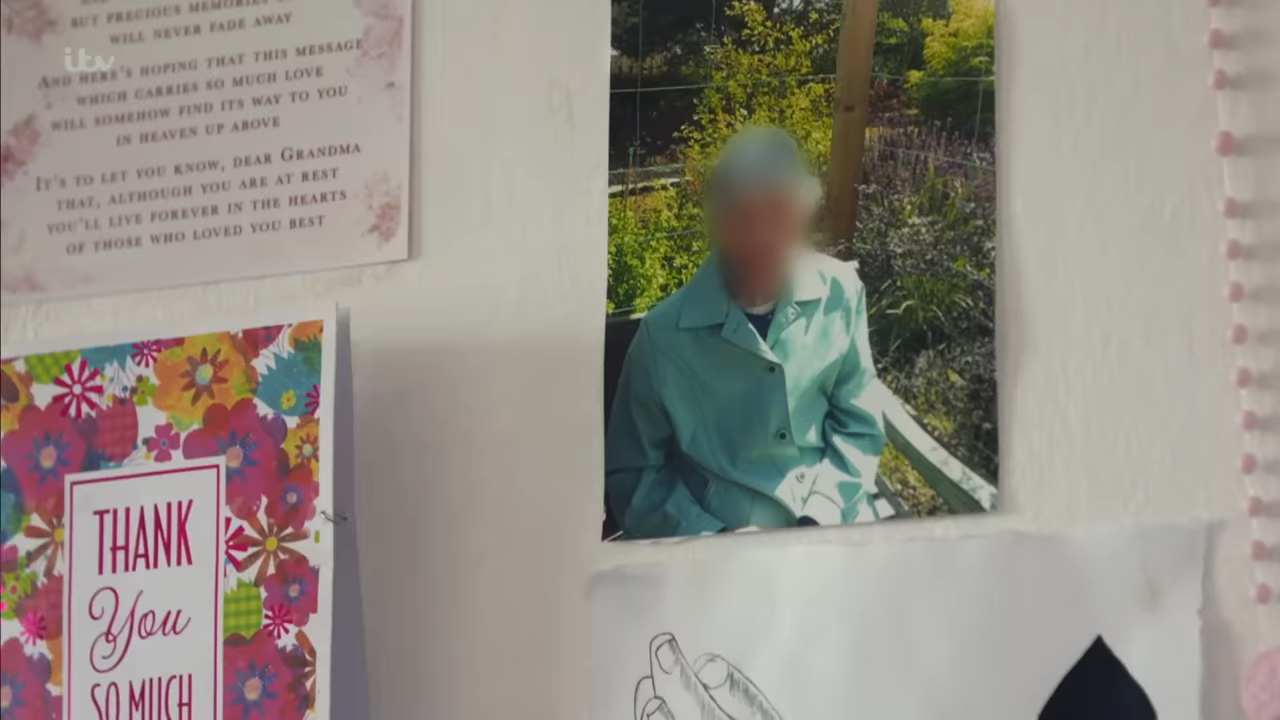 BUT PRECIOUS MEMORIES
WILL NEVER FADE AWAY
AND HERE'S HOPING THAT THIS MESSAGE
WHICH CARRIES SO MUCH LOVE
WILL SOMEHOW FIND ITS WAY TO YOU
IN HEAVEN UP ABOVE
IT'S TO LET YOU KNOW, DEAR GRANDMA
THAT, ALTHOUGH YOU ARE AT REST
YOU'LL LIVE FOREVER IN THE HEARTS
OF THOSE WHO LOVED YOU BEST
itv
THANK
You
SO MUCH